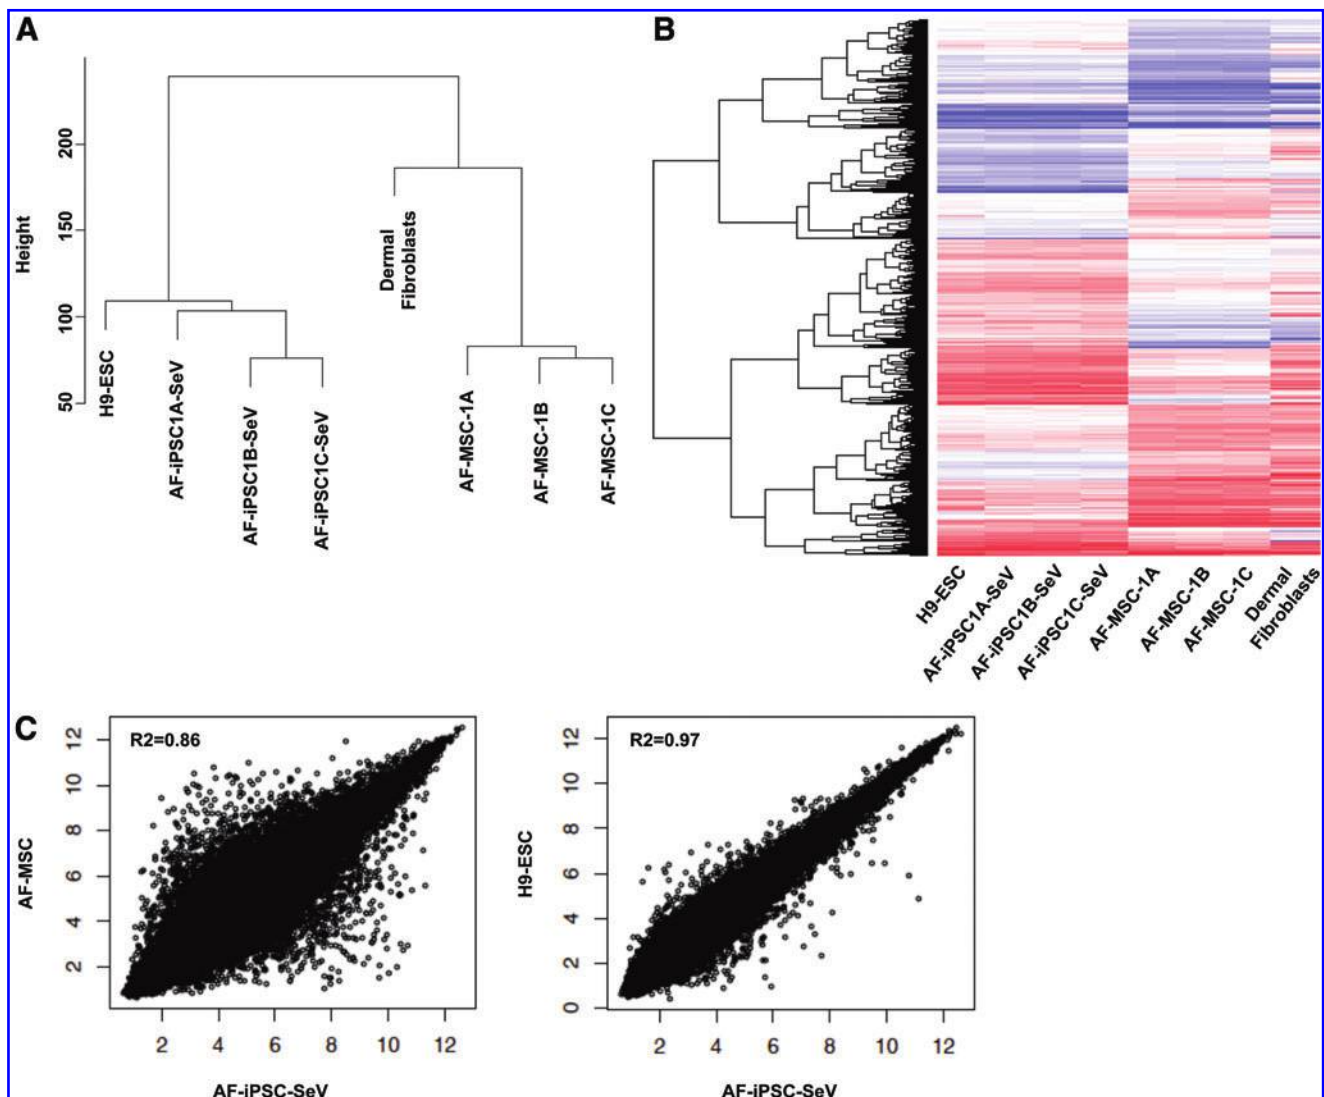 A
Height
50
100
150
200
H9-ESC
AF-iPSC1A-SeV
AF-iPSC1B-SeV
AF-iPSC1C-SeV
Dermal
Fibroblasts
AF-MSC-1A
AF-MSC-1B
AF-MSC-1C
B
H9-ESC
AF-iPSC1A-SeV
AF-iPSC1B-SeV
AF-iPSC1C-SeV
AF-MSC-1A
AF-MSC-1B
AF-MSC-1C
Dermal
Fibroblasts
C
R2=0.86
AF-MSC
12
10
8
6
4
2
2 4 6 8 10 12
AF-iPSC-SeV
R2=0.97
H9-ESC
12
10
8
6
4
2
0
2 4 6 8 10 12
AF-iPSC-SeV